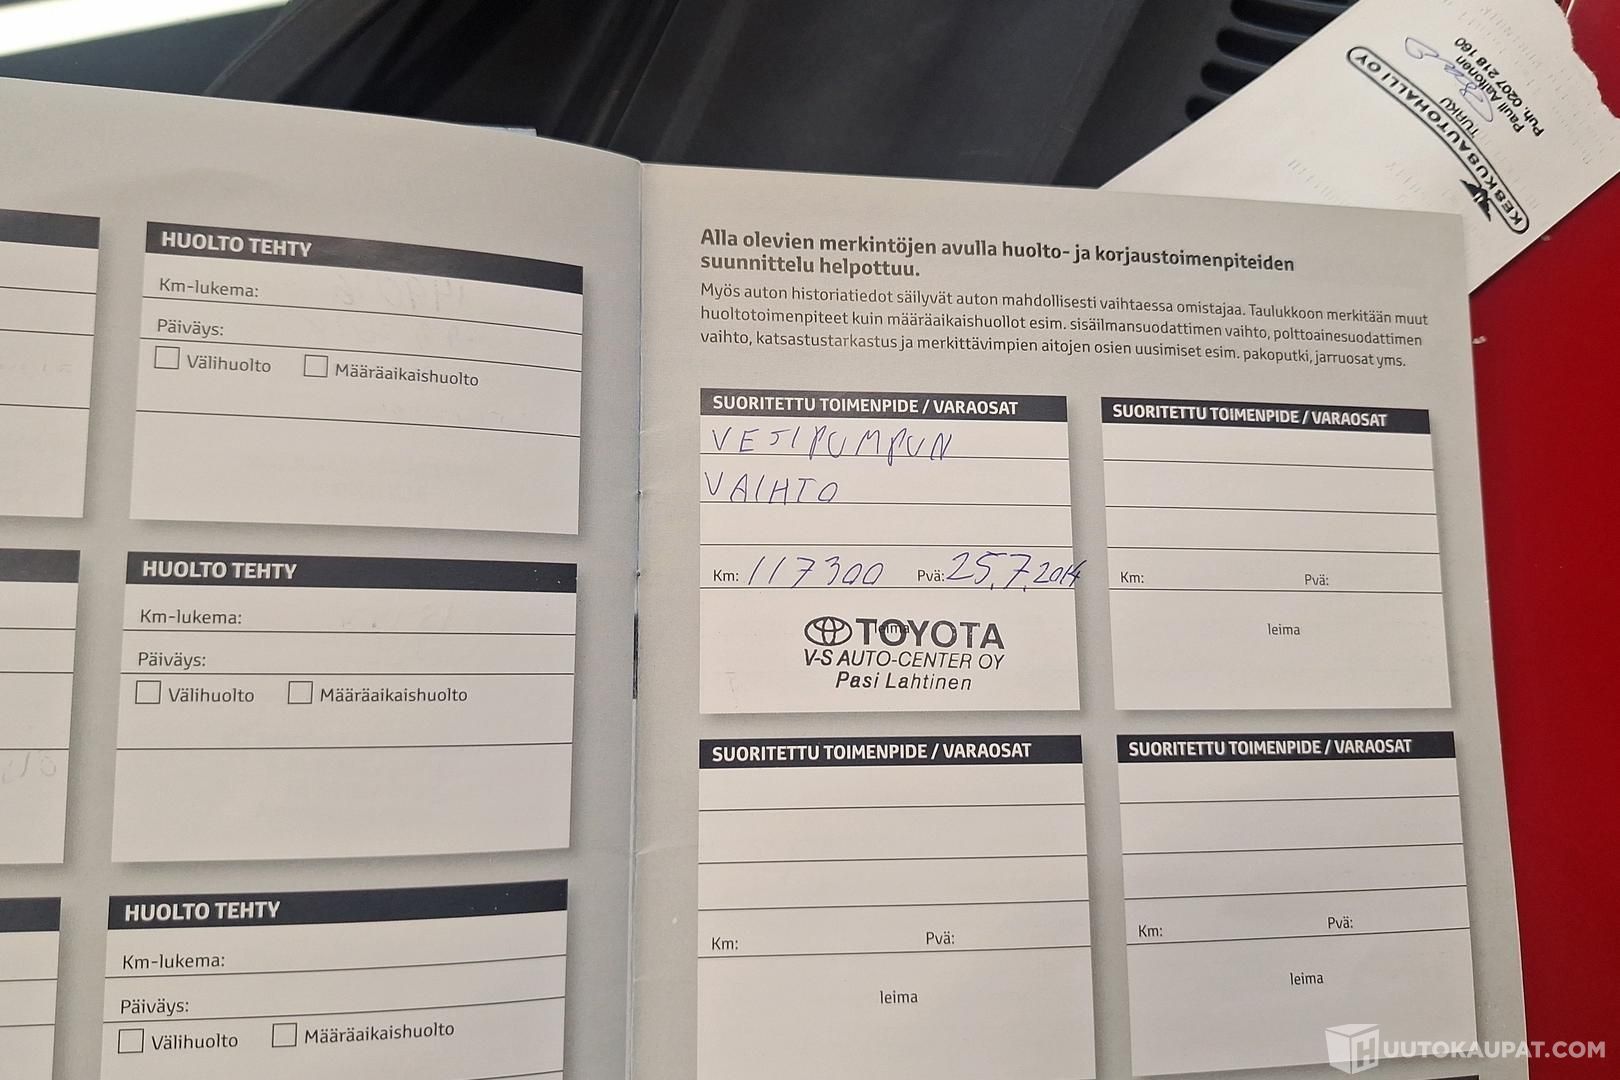 HUOLTO TEHTY
Km-lukema:
Päiväys:
Välihuolto Määräaikaishuolto
HUOLTO TEHTY
Km-lukema:
Päiväys:
Välihuolto Määräaikaishuolto
HUOLTO TEHTY
Km-lukema:
Päiväys:
Välihuolto Määräaikaishuolto
Alla olevien merkintöjen avulla huolto- ja korjaustoimenpiteiden
suunnittelu helpottuu.
Myös auton historiatiedot säilyvät auton mahdollisesti vaihtaessa omistajaa. Taulukkoon merkitään muut
huoltotoimenpiteet kuin määräaikaishuollot esim. sisäilmansuodattimen vaihto, polttoainesuodattimen
vaihto, katsastustarkastus ja merkittävimpien aitojen osien uusimiset esim. pakoputki, jarruosat yms.
SUORITETTU TOIMENPIDE / VARAOSAT
VESIPUMPUN
VAIHTO
Km: 117300 Pvä: 25.7.2014
leima
TOYOTA
V-S AUTO-CENTER OY
Pasi Lahtinen
SUORITETTU TOIMENPIDE / VARAOSAT
Km: Pvä:
leima
SUORITETTU TOIMENPIDE / VARAOSAT
Km: Pvä:
leima
SUORITETTU TOIMENPIDE / VARAOSAT
Km: Pvä:
leima
KESKUSAUTOHALLI OY
TURKU
Pauli Aaltonen
Puh. 0207 218 160
HUUTOKAUPAT.COM